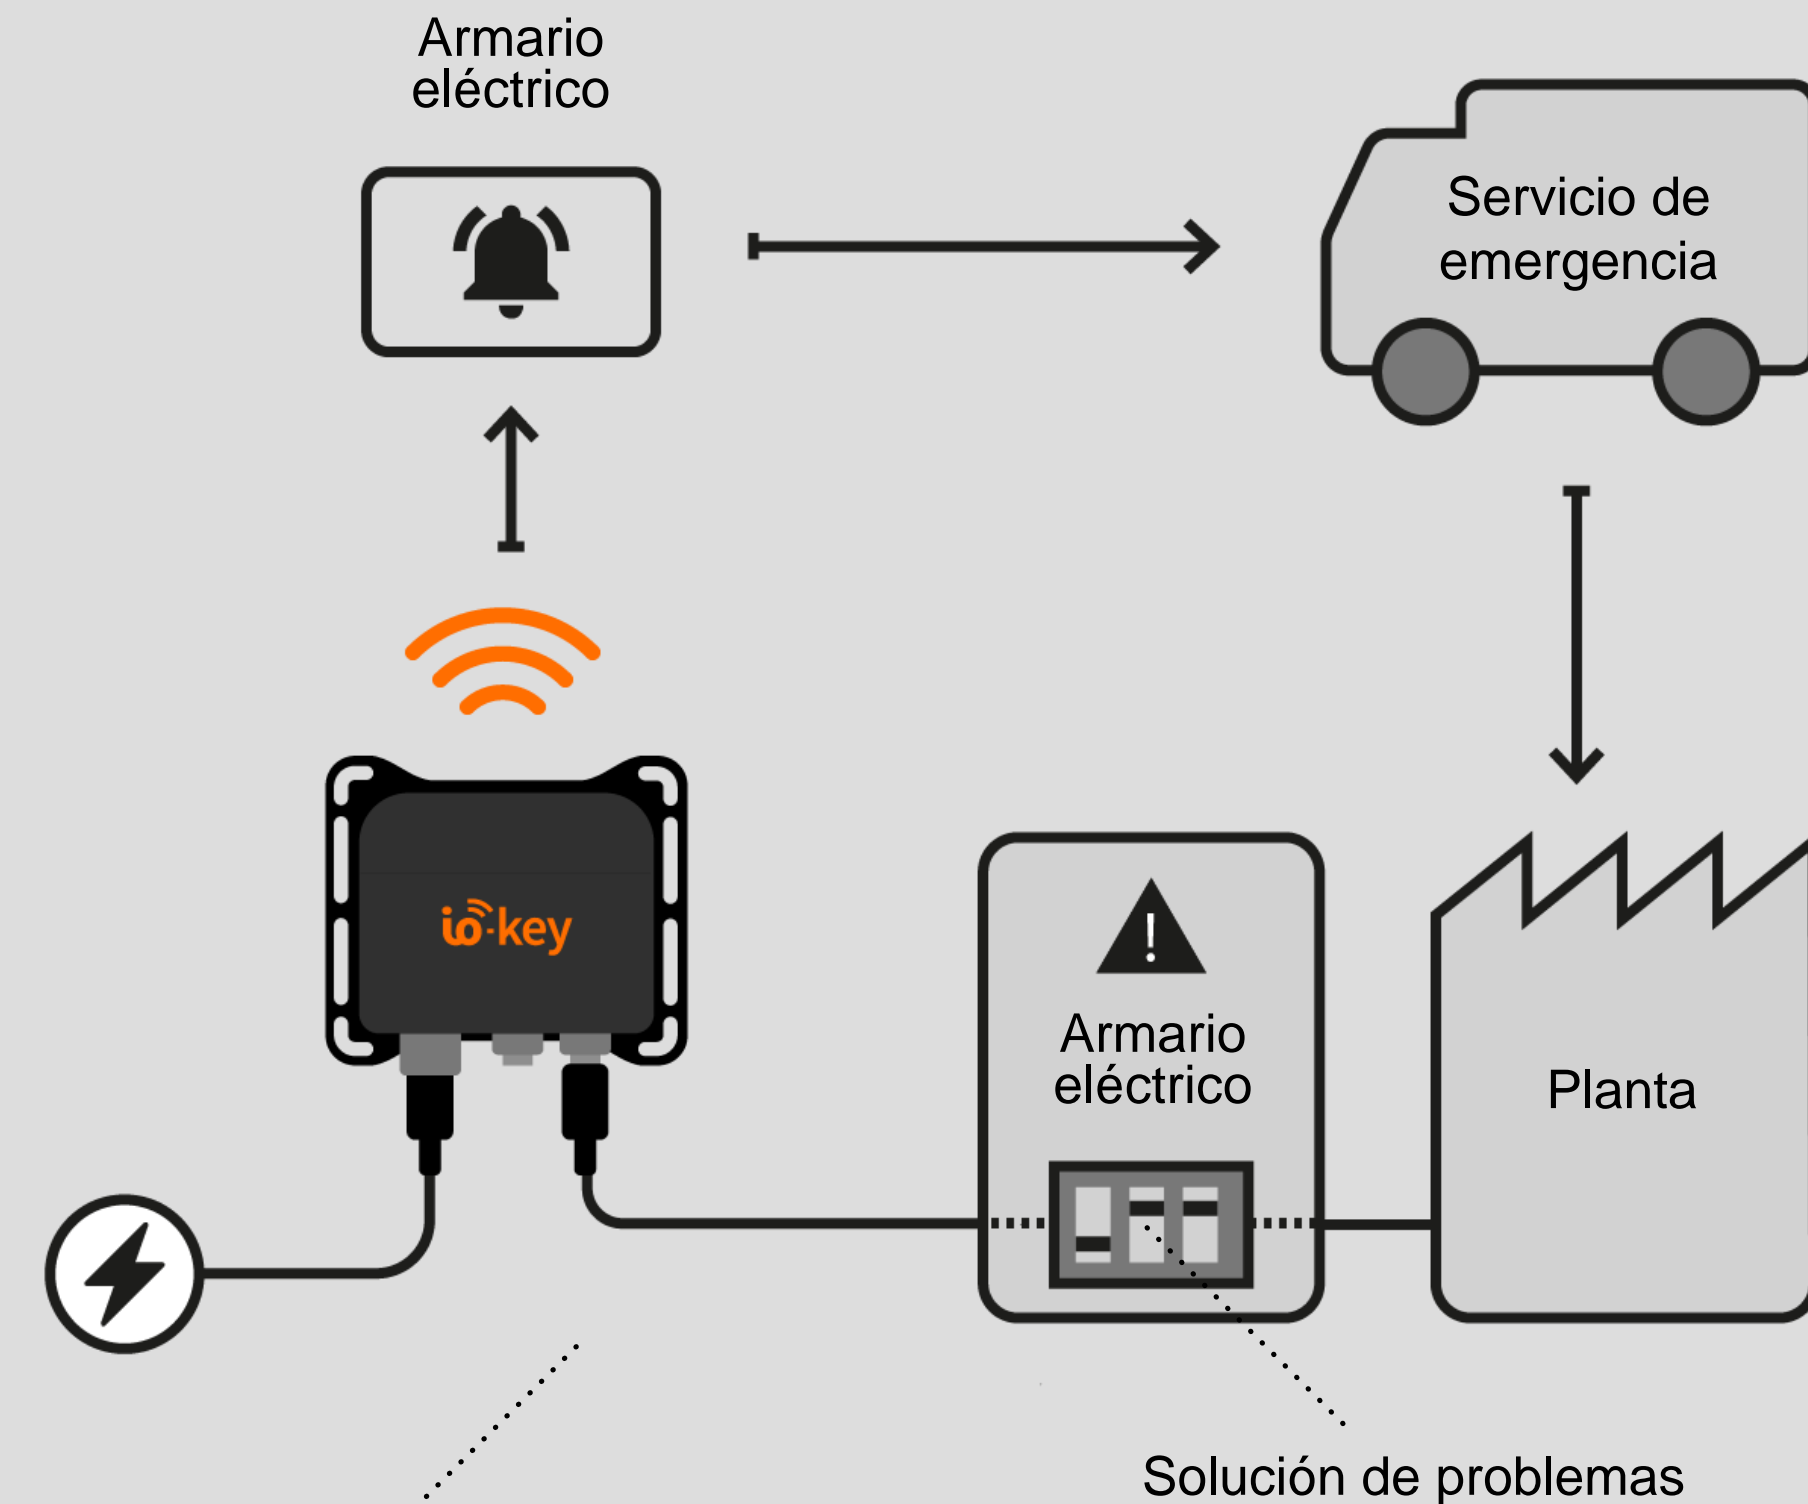 Armario
eléctrico
Servicio de
emergencia
io-key
Armario
eléctrico
Planta
Solución de problemas